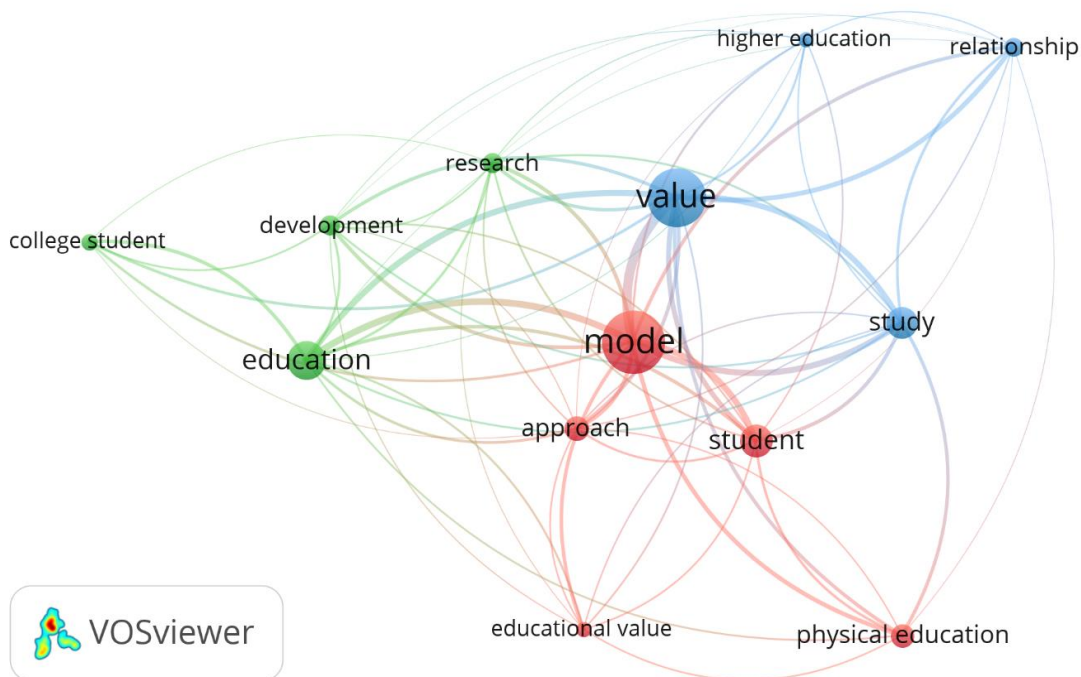 higher education
relationship
research
value
development
college student
study
model
education
approach
student
educational value
physical education
VOSviewer